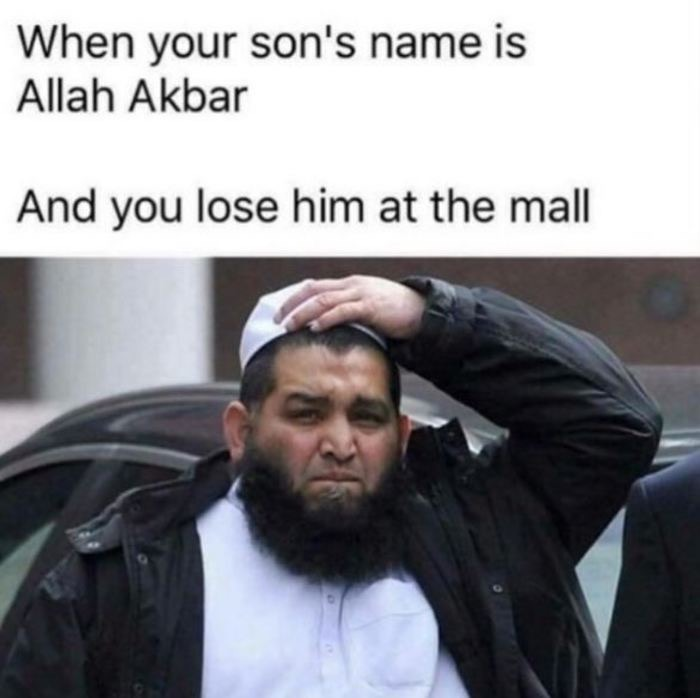 When your son's name is
Allah Akbar
And you lose him at the mall